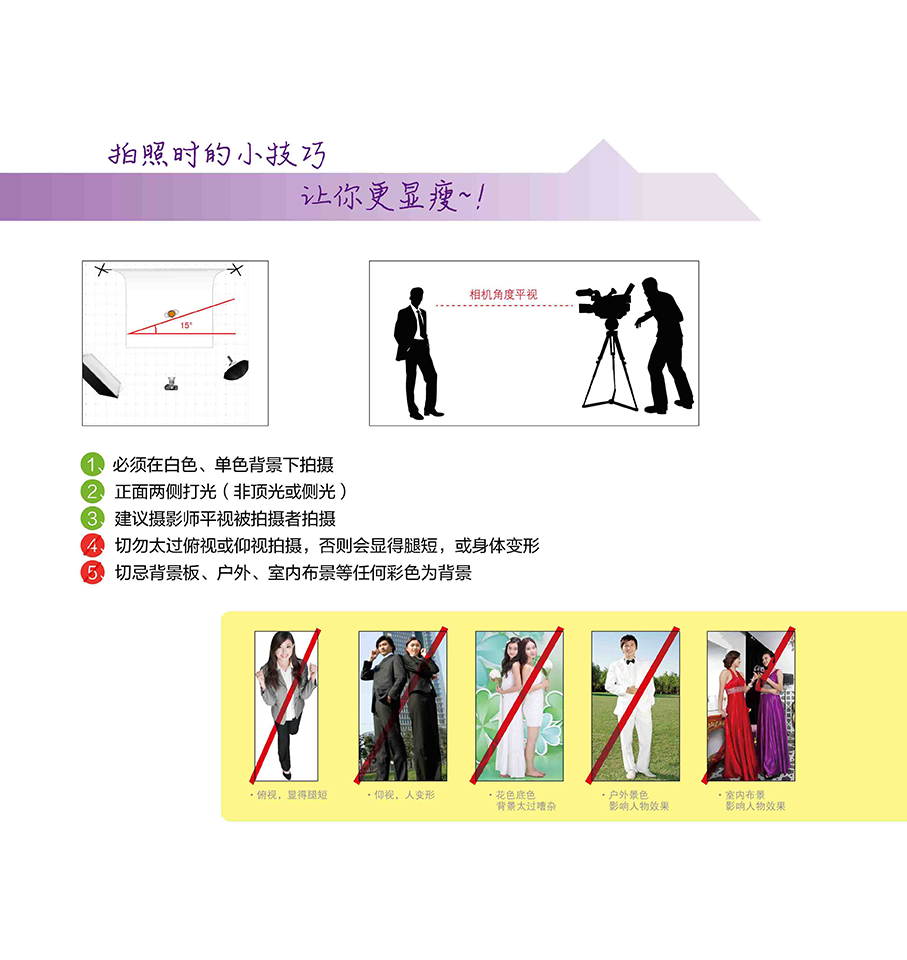 拍照时的小技巧
让你更显瘦~!
15°
相机角度平视
1、必须在白色、单色背景下拍摄
2、正面两侧打光（非顶光或侧光）
3、建议摄影师平视被拍摄者拍摄
4、切勿太过俯视或仰视拍摄，否则会显得腿短，或身体变形
5、切忌背景板、户外、室内布景等任何彩色为背景
·俯视，显得腿短
·仰视，人变形
·花色底色
背景太过嘈杂
·户外景色
影响人物效果
·室内布景
影响人物效果